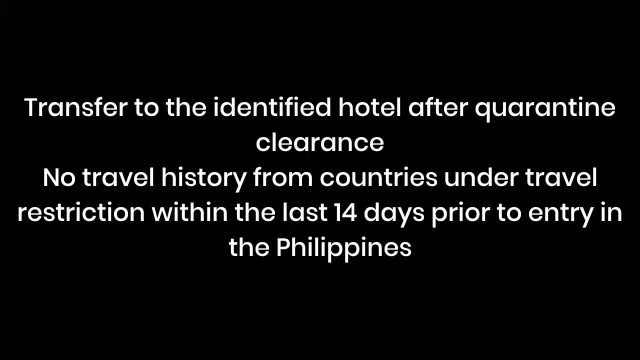 Transfer to the identified hotel after quarantine
clearance
No travel history from countries under travel
restriction within the last 14 days prior to entry in
the Philippines